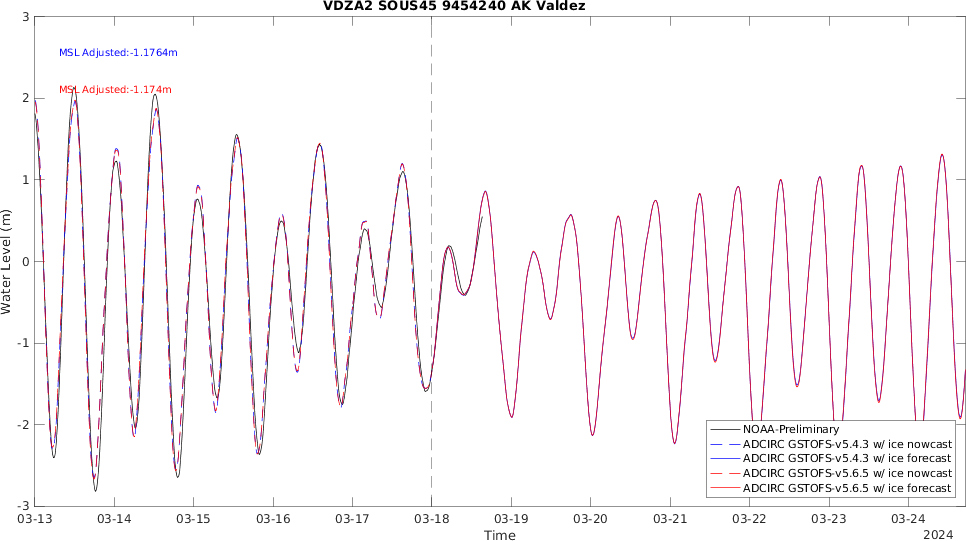 VDZA2 SOUS45 9454240 AK Valdez
MSL Adjusted:-1.1764m
MSL Adjusted:-1.174m
Water Level (m)
3
2
1
0
-1
-2
-3
03-13 03-14 03-15 03-16 03-17 03-18 03-19 03-20 03-21 03-22 03-23 03-24
Time
2024
NOAA-Preliminary
ADCIRC GSTOFS-v5.4.3 w/ ice nowcast
ADCIRC GSTOFS-v5.4.3 w/ ice forecast
ADCIRC GSTOFS-v5.6.5 w/ ice nowcast
ADCIRC GSTOFS-v5.6.5 w/ ice forecast